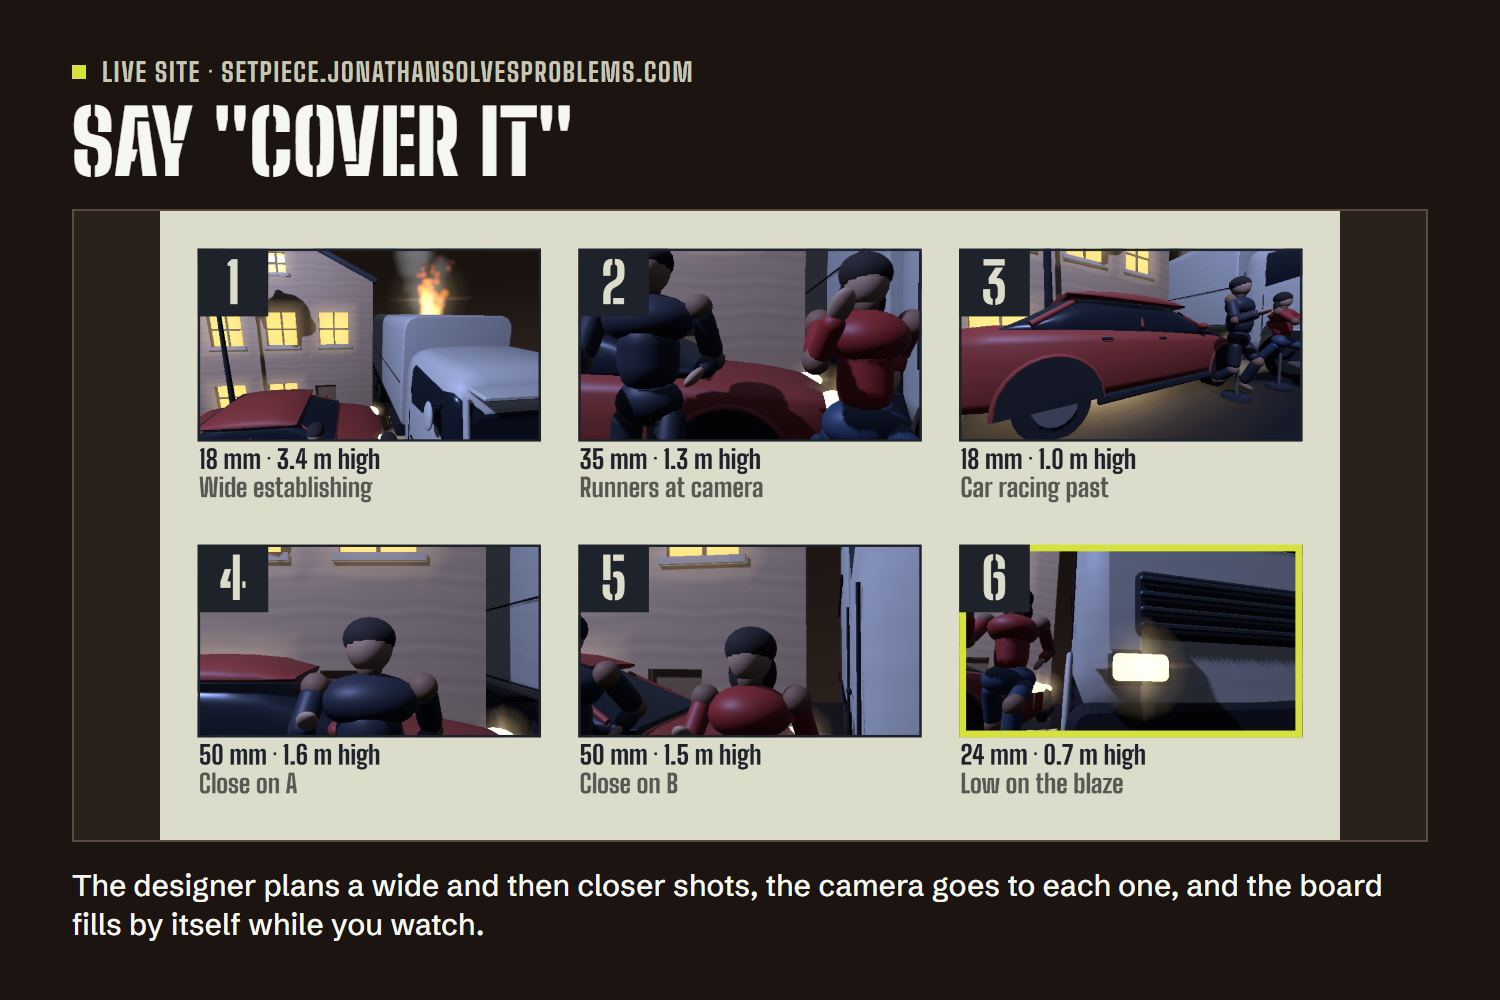 LIVE SITE · SETPIECE.JONATHANSOLVESPROBLEMS.COM
SAY "COVER IT"
1
2
3
18 mm · 3.4 m high
Wide establishing
35 mm · 1.3 m high
Runners at camera
18 mm · 1.0 m high
Car racing past
4
5
6
50 mm · 1.6 m high
Close on A
50 mm · 1.5 m high
Close on B
24 mm · 0.7 m high
Low on the blaze
The designer plans a wide and then closer shots, the camera goes to each one, and the board
fills by itself while you watch.